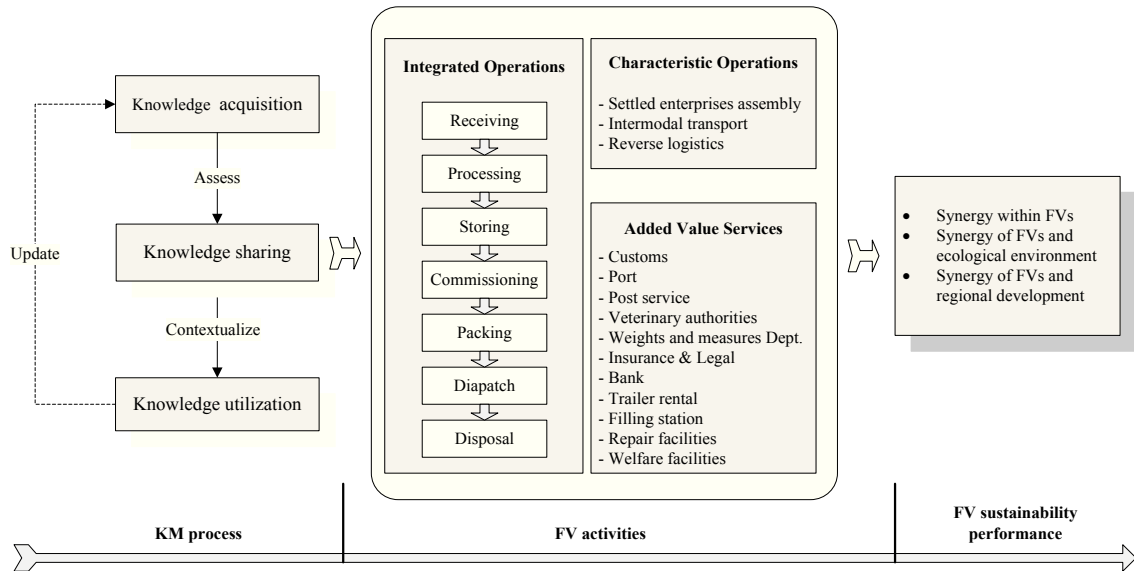 Knowledge acquisition
Assess
Knowledge sharing
Update
Contextualize
Knowledge utilization
Integrated Operations
Receiving
Processing
Storing
Commissioning
Packing
Diapatch
Disposal
Characteristic Operations
- Settled enterprises assembly
- Intermodal transport
- Reverse logistics
Added Value Services
- Customs
- Port
- Post service
- Veterinary authorities
- Weights and measures Dept.
- Insurance & Legal
- Bank
- Trailer rental
- Filling station
- Repair facilities
- Welfare facilities
• Synergy within FVs
• Synergy of FVs and
ecological environment
• Synergy of FVs and
regional development
KM process
FV activities
FV sustainability
performance